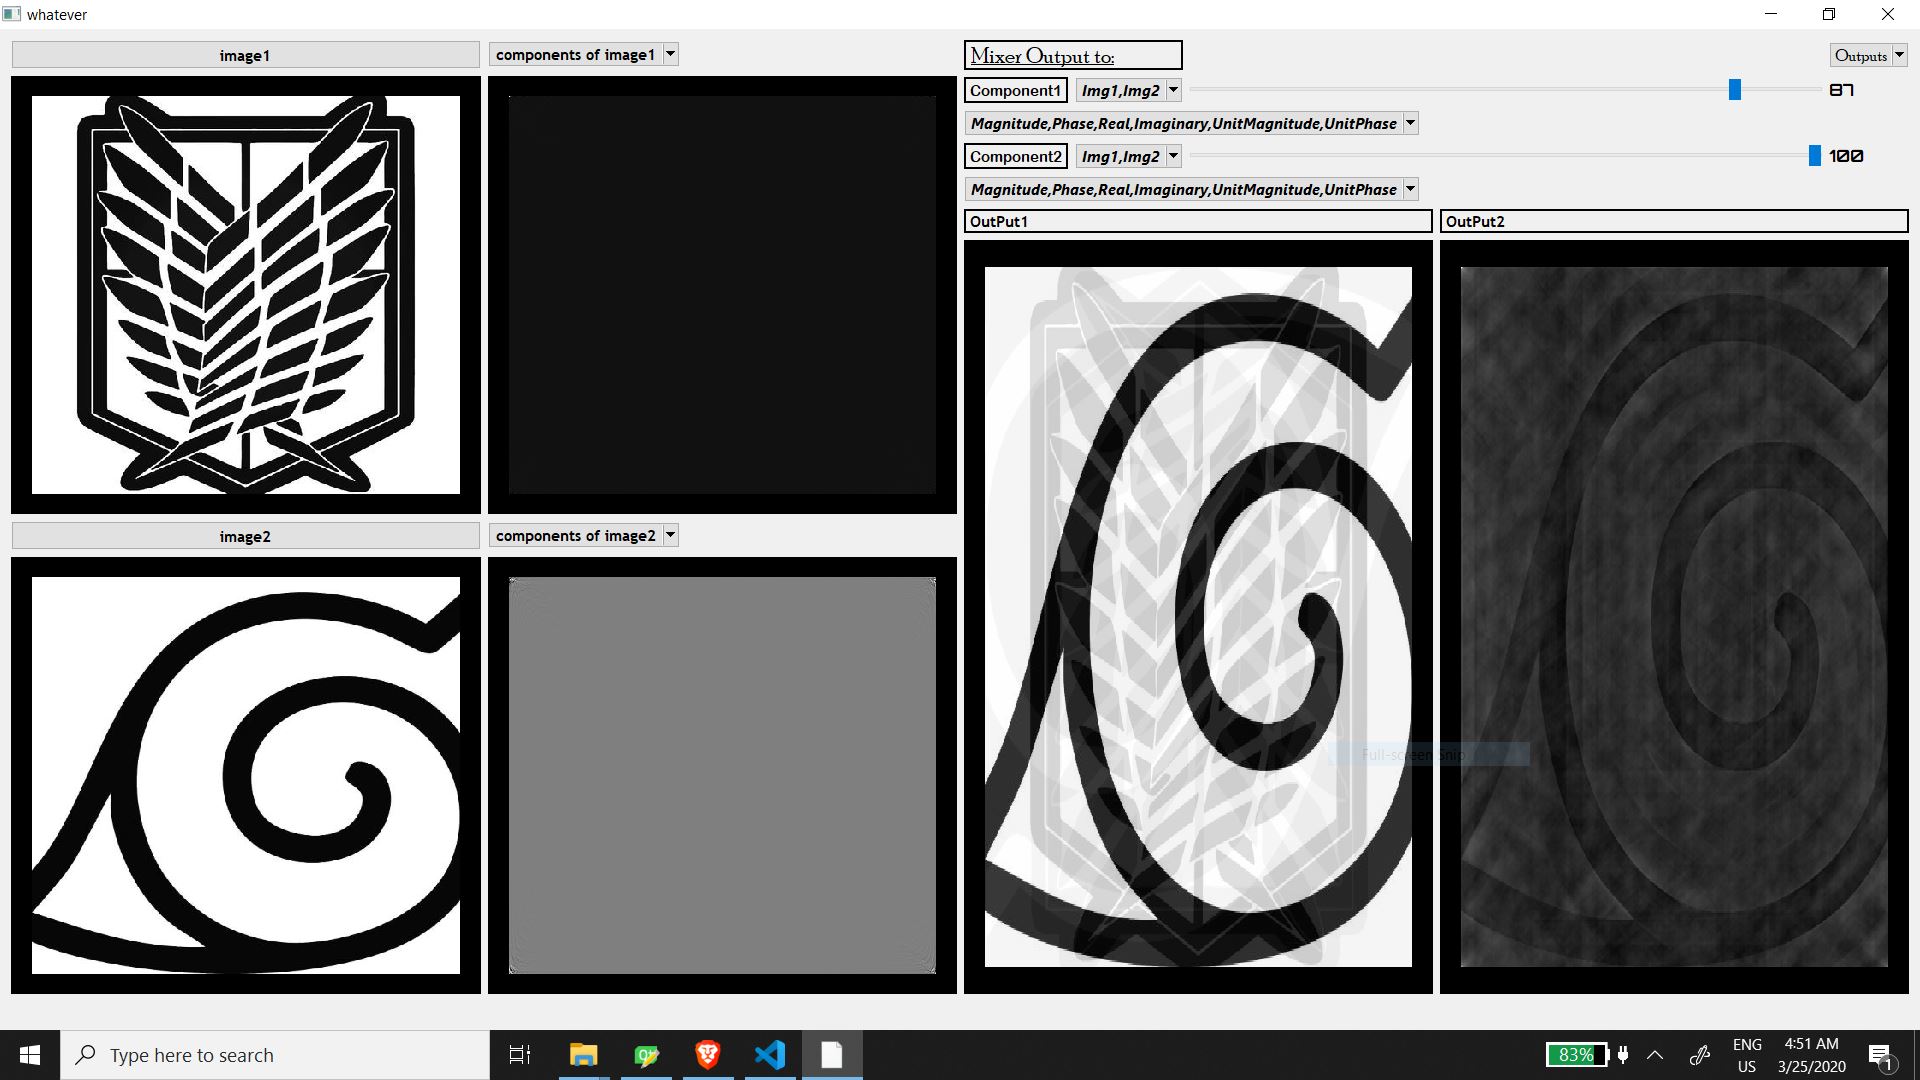 whatever
image1
components of image1
Mixer Output to:
Outputs
Component1
Img1,Img2
87
Magnitude,Phase,Real,Imaginary,UnitMagnitude,UnitPhase
Component2
Img1,Img2
100
Magnitude,Phase,Real,Imaginary,UnitMagnitude,UnitPhase
OutPut1
OutPut2
image2
components of image2
Full-screen Snip
Type here to search
83%
ENG
US
4:51 AM
3/25/2020
1